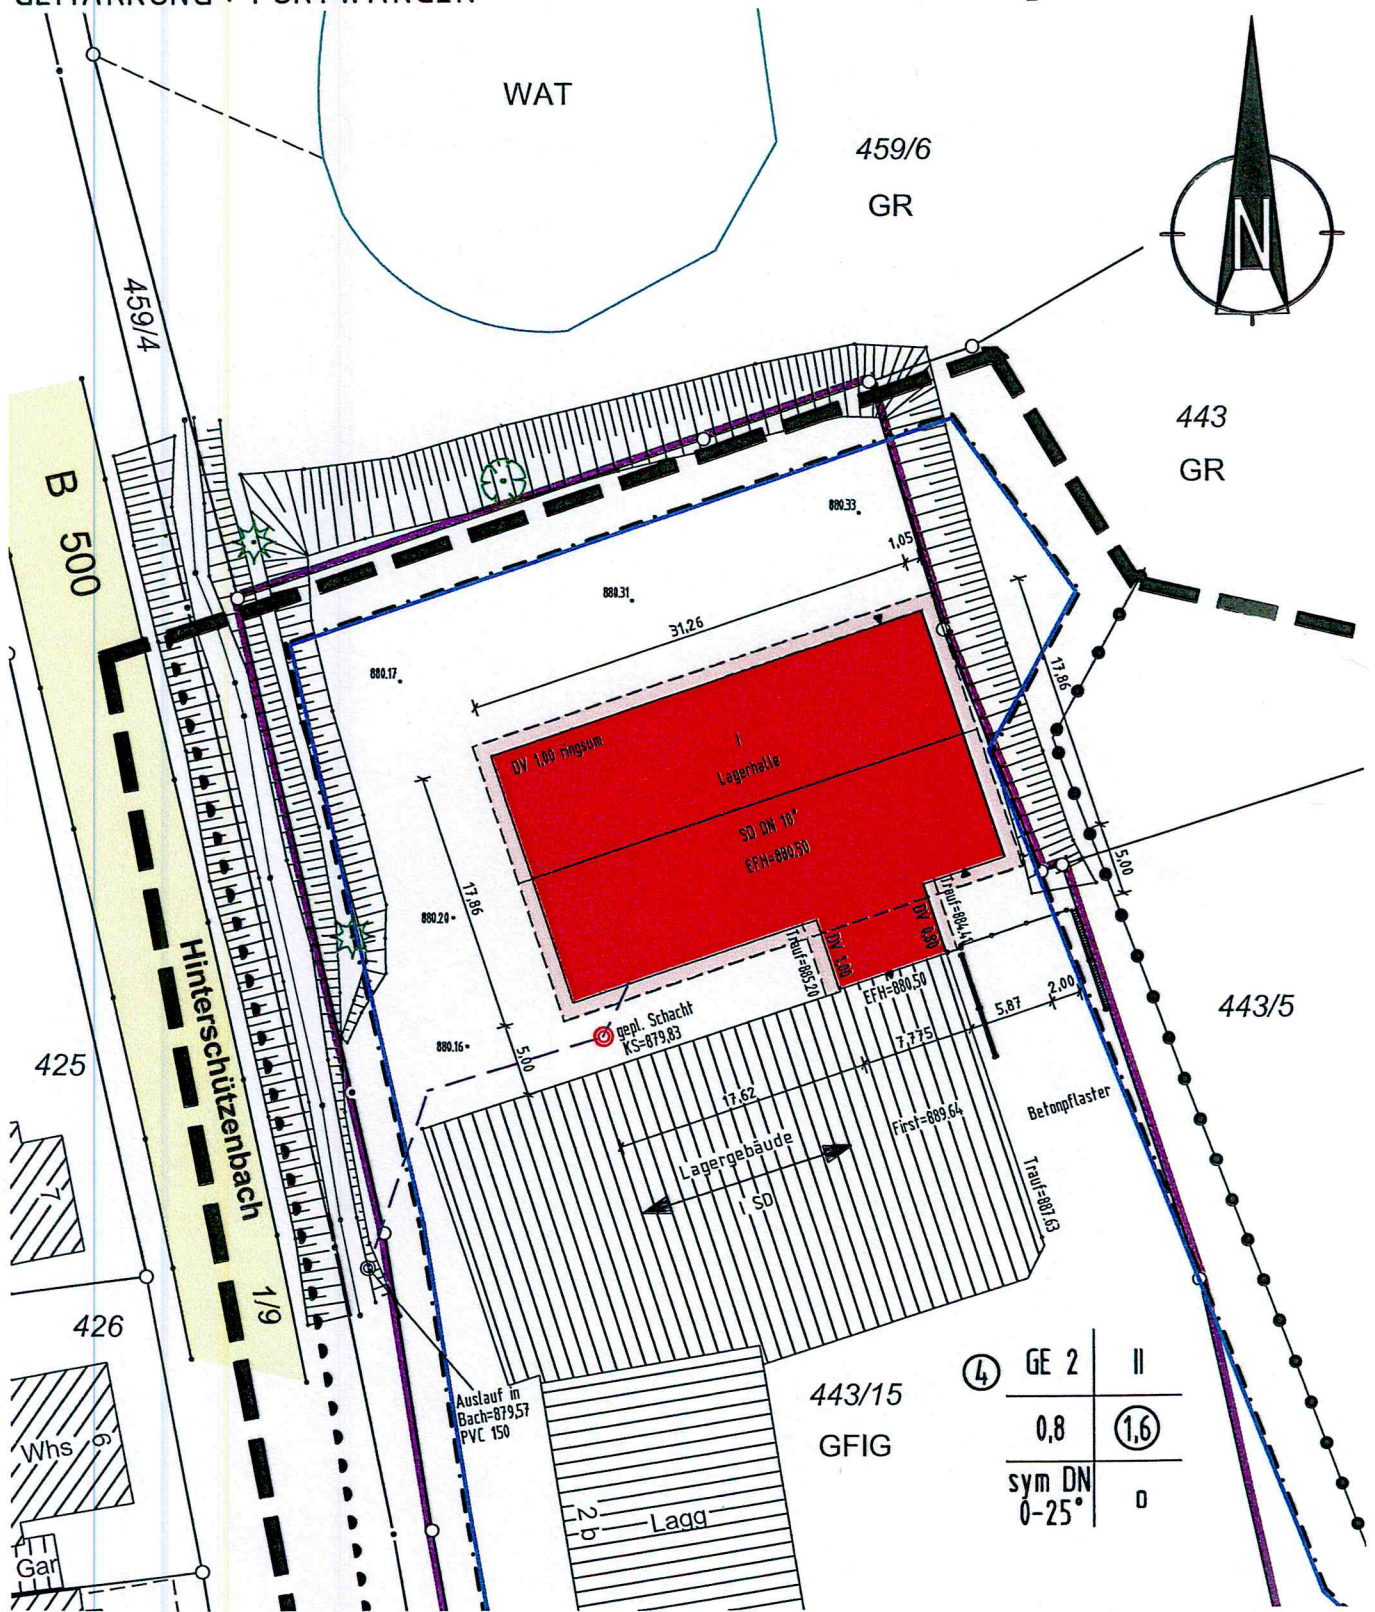 WAT
459/6
GR
N
459/4
443
GR
B 500
880.33
1,05
880.31
31,26
880.17
17,86
DV 1,00 ringsum
I
Lagerhalle
SD DN 10°
EFH=880,50
17,86
880.20
5,00
Trauf=884,41
DV 0,80
DV 1,00
Trauf=885,20
EFH=880,50
2.00
5,87
7,775
443/5
gepl. Schacht
KS=879,83
880.16
5,00
Hinterschützenbach
425
17.62
First=889.64
Betonpflaster
Lagergebäude
I SD
Trauf=887.63
7
1/9
426
Auslauf in
Bach=879,57
PVC 150
443/15
GFIG
4 GE 2 II
0,8 1,6
sym DN
0-25° o
Whs 6
2b
Lagg
Gar